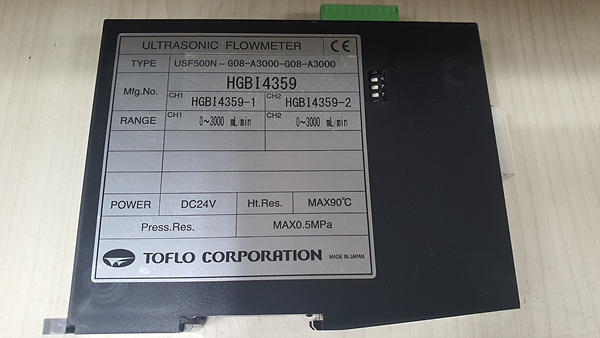 ULTRASONIC FLOWMETER CE
TYPE USF500N-G08-A3000-G08-A3000
Mfg.No. HGBI4359
CH1 HGBI4359-1 CH2 HGBI4359-2
RANGE CH1 0~3000 mL/min CH2 0~3000 mL/min
POWER DC24V Ht.Res. MAX90℃
Press.Res. MAX0.5MPa
TOFLO CORPORATION MADE IN JAPAN